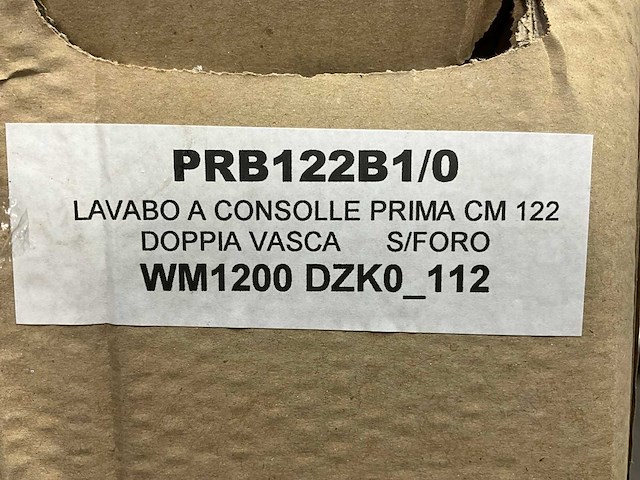 PRB122B1/0
LAVABO A CONSOLLE PRIMA CM 122
DOPPIA VASCA S/FORO
WM1200 DZK0_112